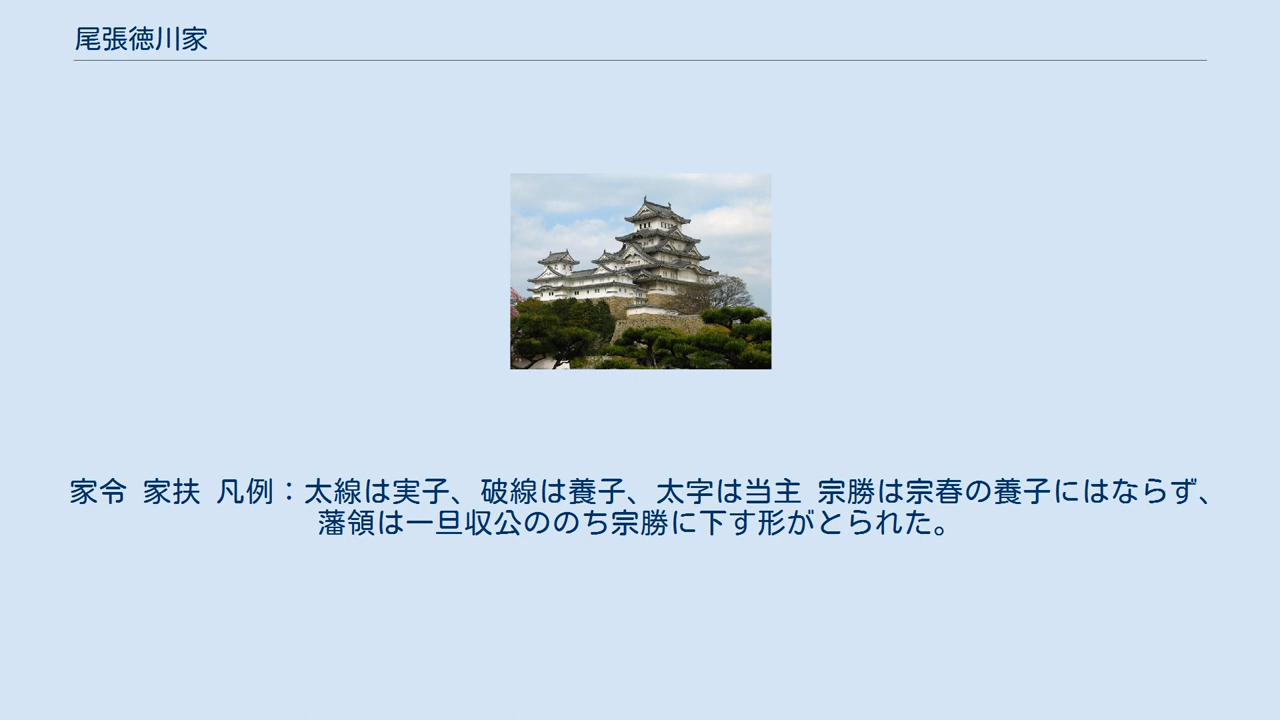 尾張徳川家
家令 家扶 凡例：太線は実子、破線は養子、太字は当主 宗勝は宗春の養子にはならず、
藩領は一旦収公ののち宗勝に下す形がとられた。